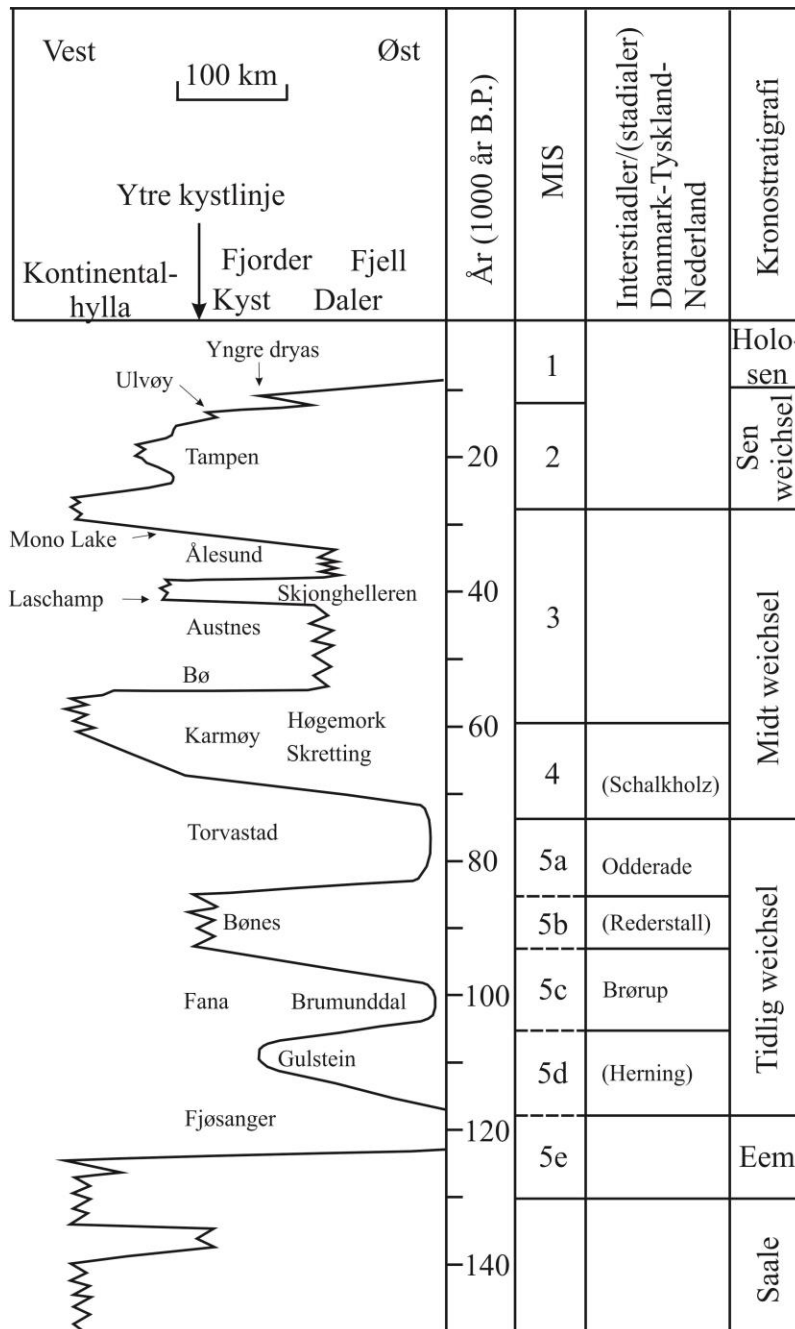 Vest
Øst
100 km
Ytre kystlinje
Kontinental-
hylla
Fjorder
Fjell
Kyst
Daler
År (1000 år B.P.)
MIS
Interstiadler/(stadialer)
Danmark-Tyskland-
Nederland
Kronostratigrafi
Yngre dryas
Ulvøy
Tampen
Mono Lake
Ålesund
Laschamp
Skjonghelleren
Austnes
Bø
Karmøy
Høgemork
Skretting
Torvastad
Bønes
Fana
Brumunddal
Gulstein
Fjøsanger
20
40
60
80
100
120
140
1
2
3
4
5a
5b
5c
5d
5e
(Schalkholz)
Odderade
(Rederstall)
Brørup
(Herning)
Holo-
sen
Sen
weichsel
Midt weichsel
Tidlig weichsel
Eem
Saale